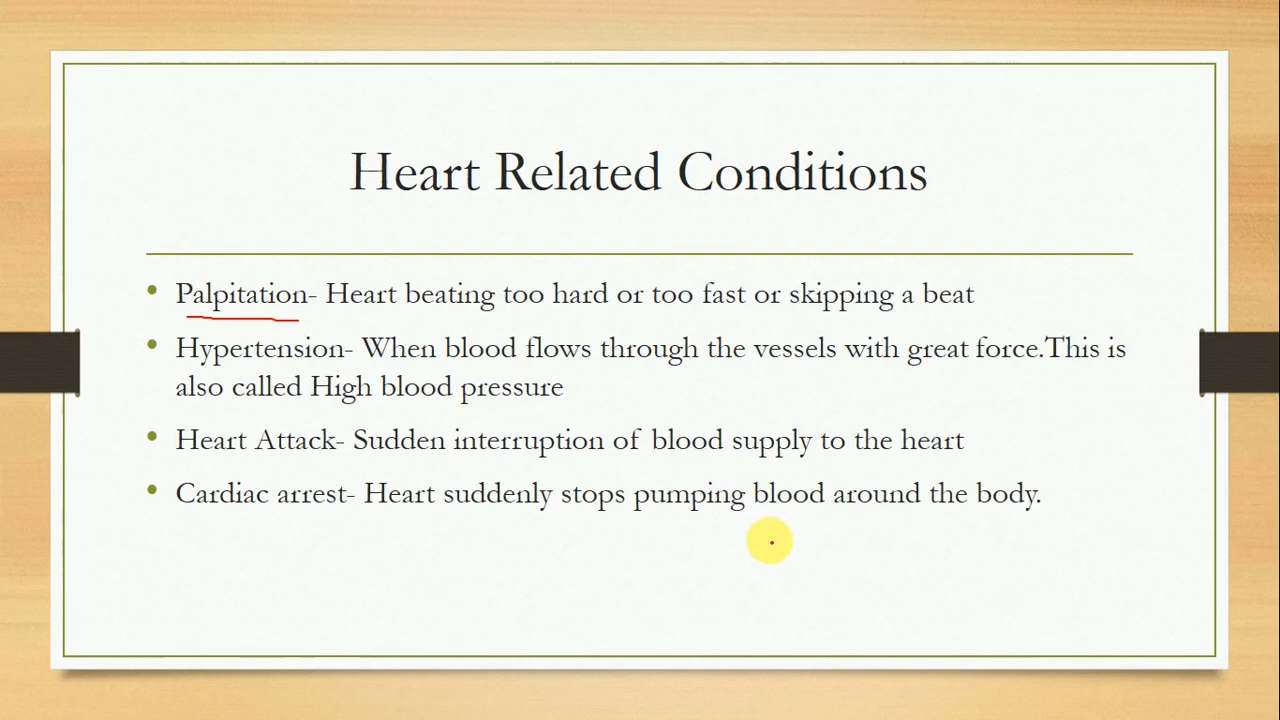 Heart Related Conditions
• Palpitation- Heart beating too hard or too fast or skipping a beat
• Hypertension- When blood flows through the vessels with great force.This is
also called High blood pressure
• Heart Attack- Sudden interruption of blood supply to the heart
• Cardiac arrest- Heart suddenly stops pumping blood around the body.